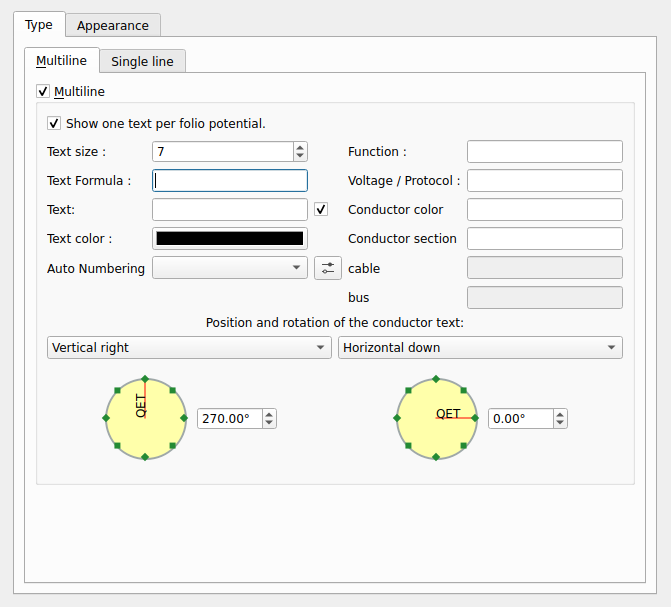 Type Appearance
Multiline Single line
Multiline
Show one text per folio potential.
Text size : 7 Function :
Text Formula : Voltage / Protocol :
Text: Conductor color
Text color : Conductor section
Auto Numbering cable
bus
Position and rotation of the conductor text:
Vertical right Horizontal down
QET 270.00° QET 0.00°